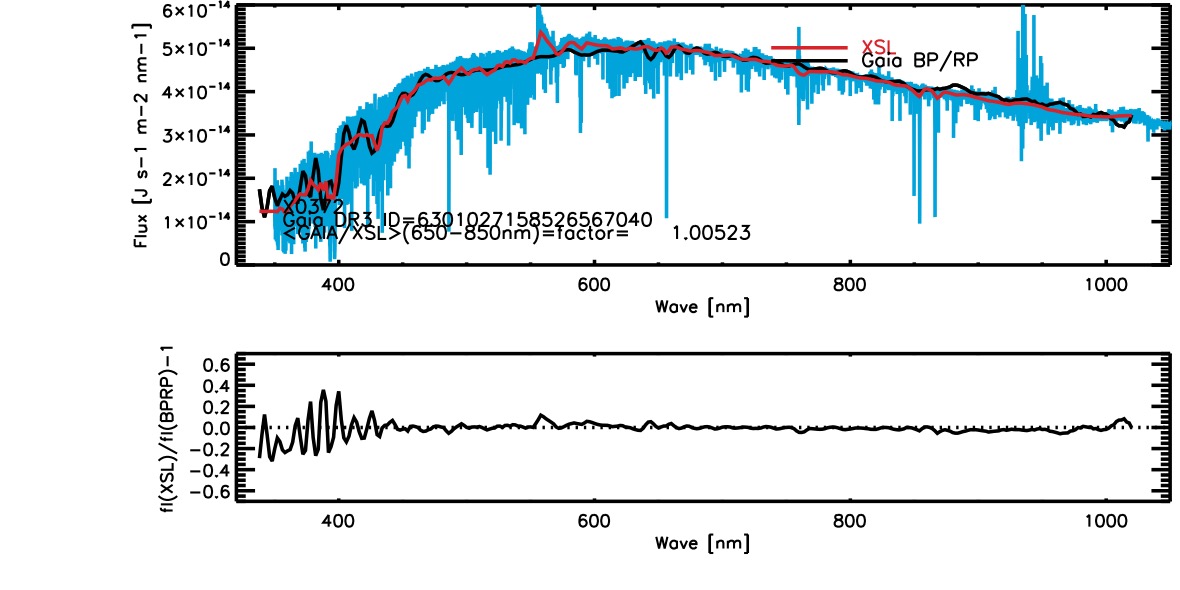 6×10⁻¹⁴
5×10⁻¹⁴
4×10⁻¹⁴
3×10⁻¹⁴
2×10⁻¹⁴
1×10⁻¹⁴
0
Flux [J s−1 m−2 nm−1]
XSL
Gaia BP/RP
X0372
Gaia DR3 ID=6301027158526567040
<GAIA/XSL>(650−850nm)=factor= 1.00523
400 600 800 1000
Wave [nm]
0.6
0.4
0.2
0.0
−0.2
−0.4
−0.6
fl(XSL)/fl(BPRP)−1
400 600 800 1000
Wave [nm]